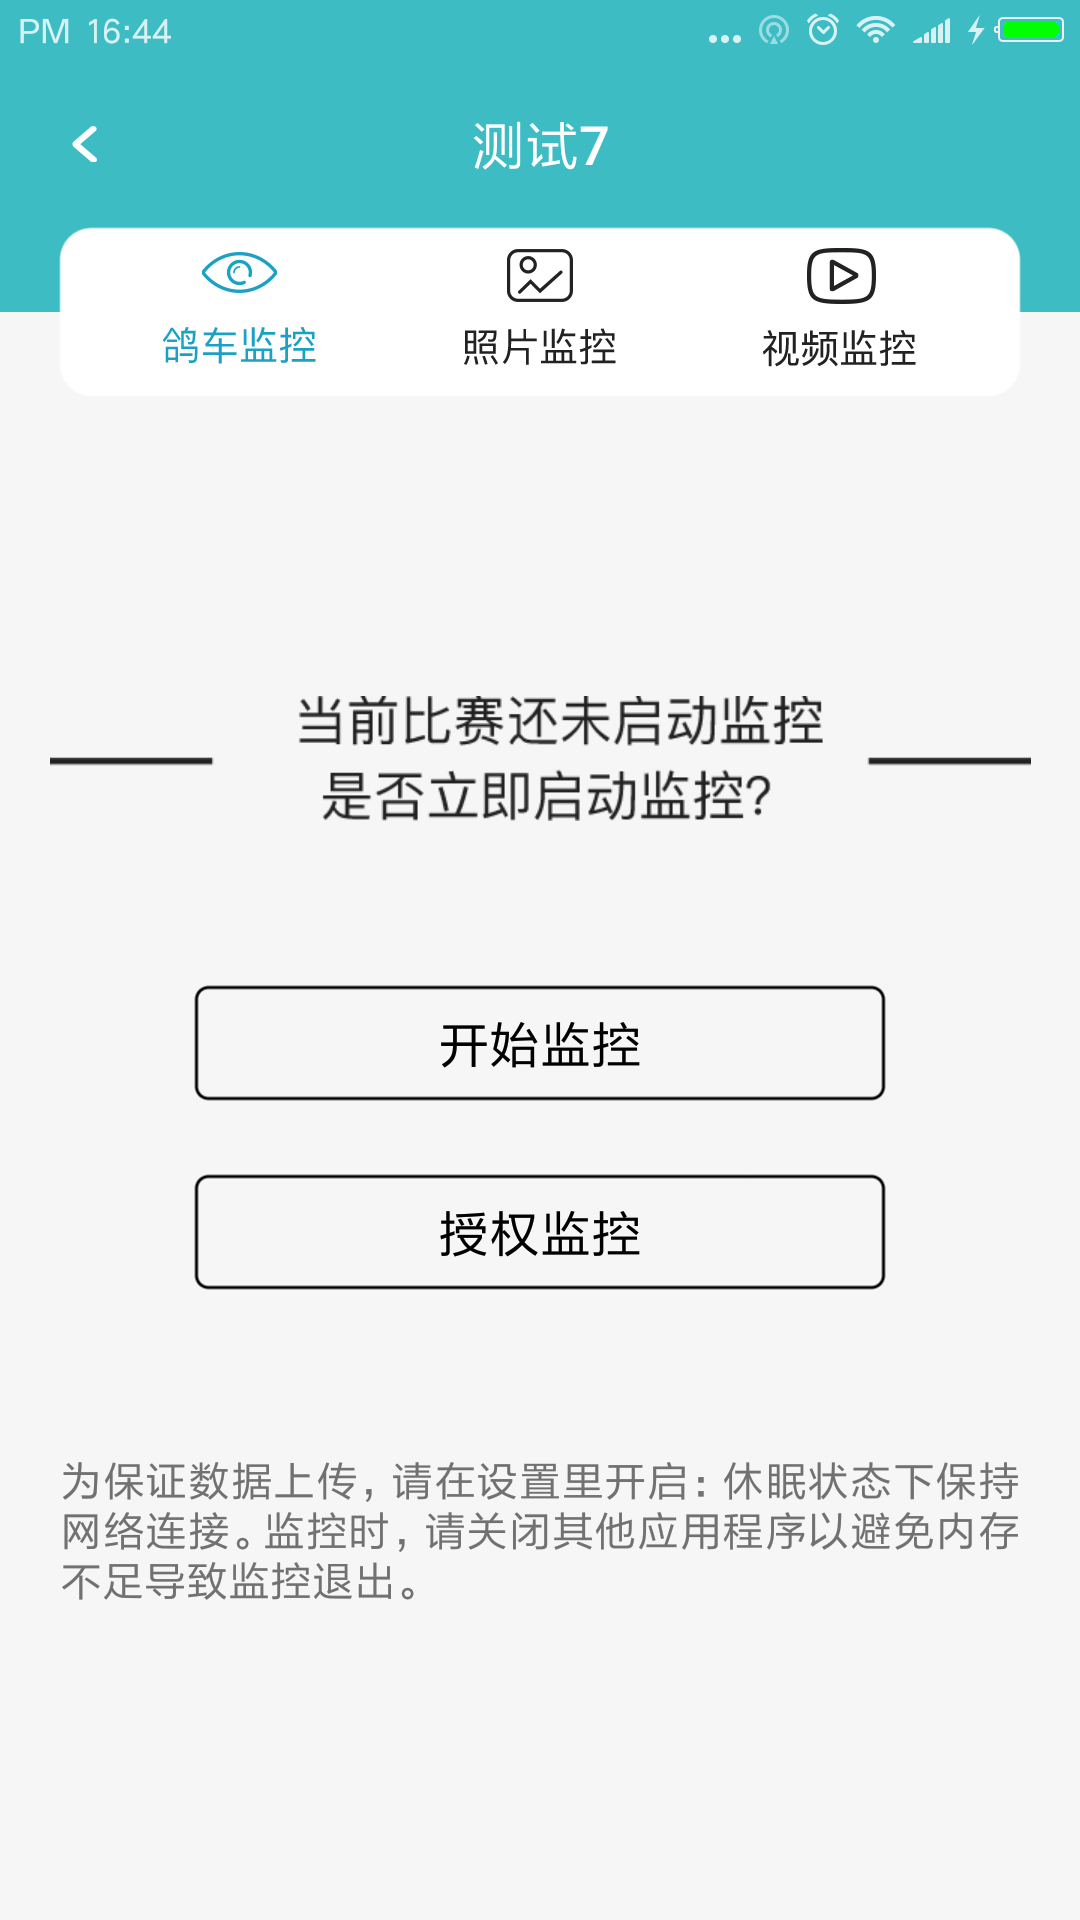 PM 16:44
测试7
鸽车监控
照片监控
视频监控
当前比赛还未启动监控
是否立即启动监控?
开始监控
授权监控
为保证数据上传，请在设置里开启：休眠状态下保持
网络连接。监控时，请关闭其他应用程序以避免内存
不足导致监控退出。